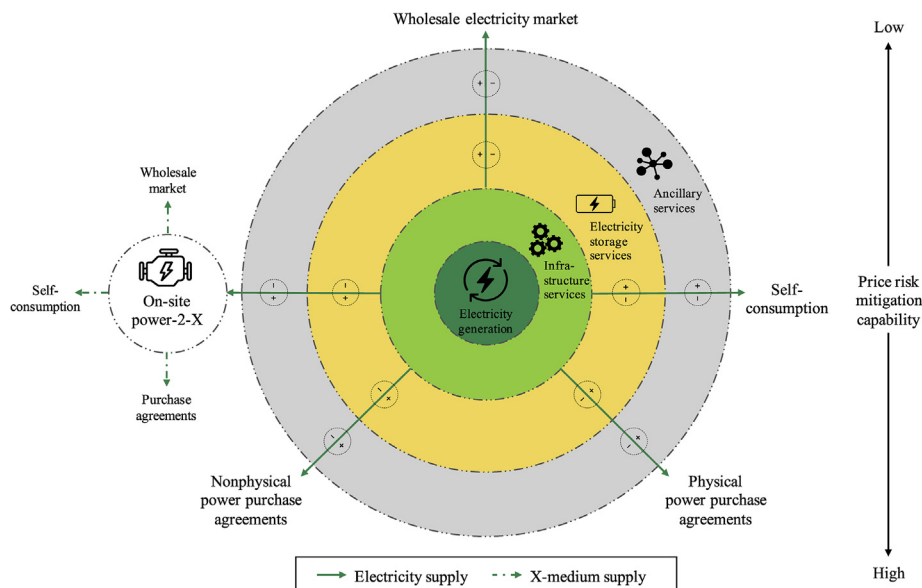 Wholesale electricity market
Low
Wholesale
market
Ancillary
services
Electricity
storage
services
Infra-
structure
services
Electricity
generation
On-site
power-2-X
Self-
consumption
Self-
consumption
Price risk
mitigation
capability
Purchase
agreements
Nonphysical
power purchase
agreements
Physical
power purchase
agreements
Electricity supply
X-medium supply
High